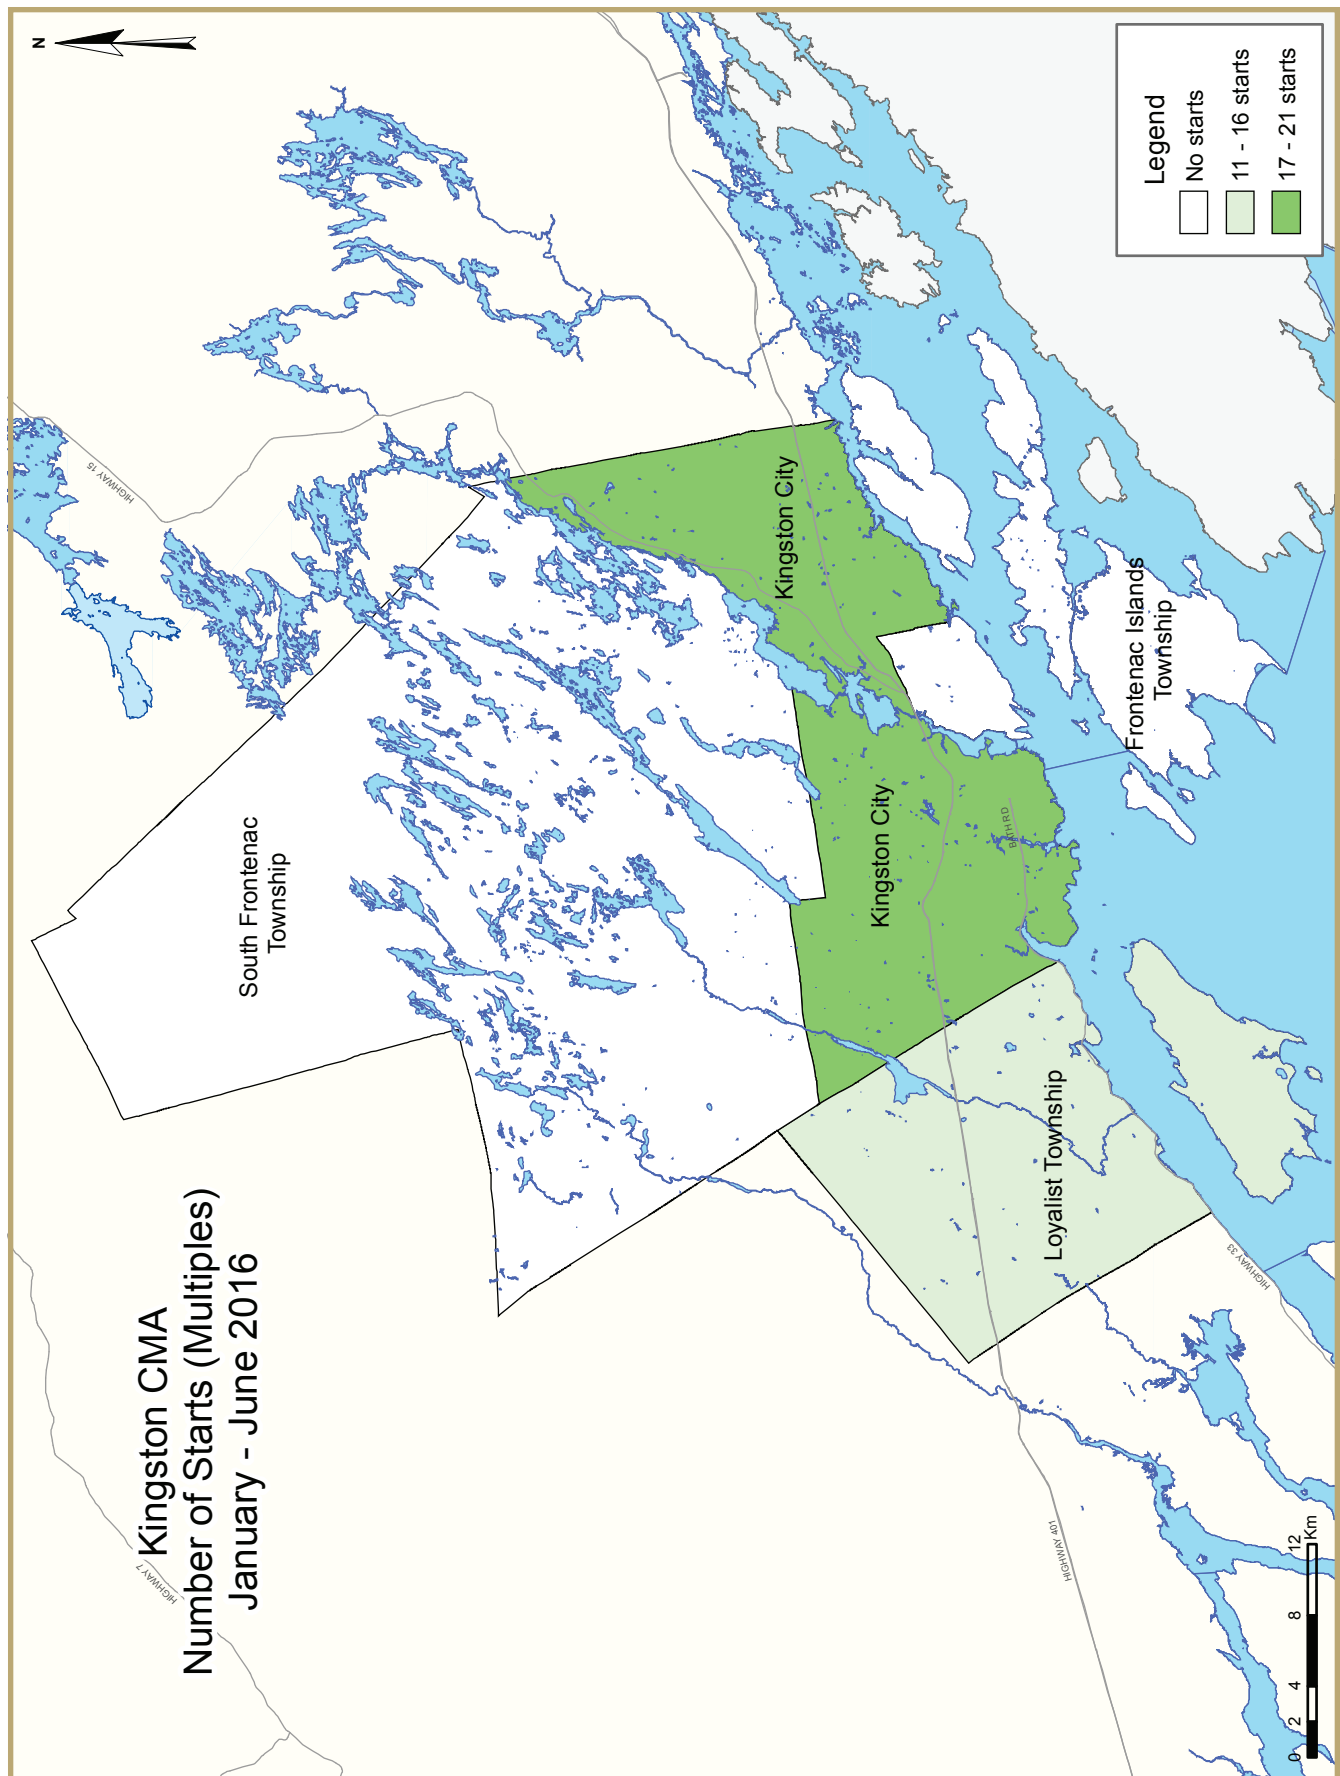 Kingston CMA
Number of Starts (Multiples)
January - June 2016
N
HIGHWAY 7
HIGHWAY 15
South Frontenac
Township
Kingston City
Kingston City
BATH RD
Frontenac Islands
Township
Loyalist Township
HIGHWAY 33
HIGHWAY 401
Legend
No starts
11 - 16 starts
17 - 21 starts
0 2 4 8 12
Km